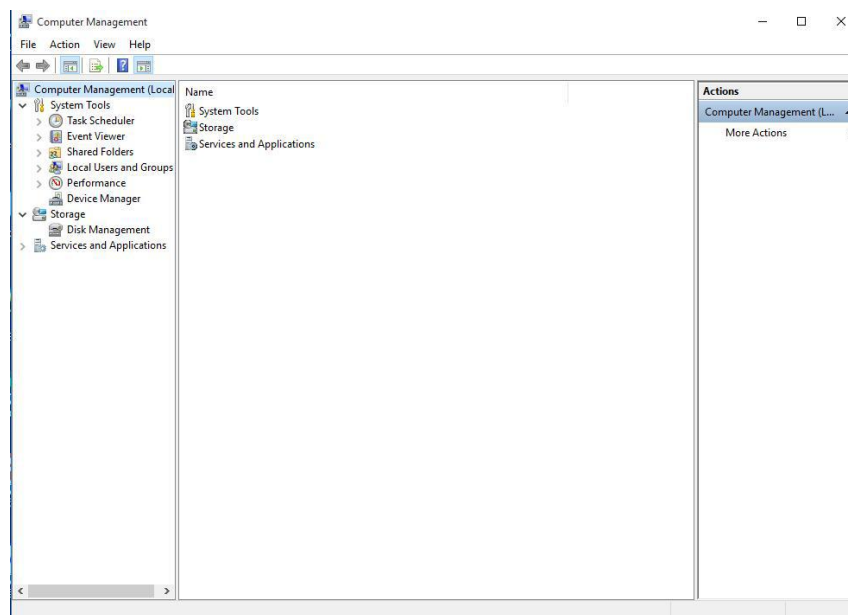 Computer Management
File Action View Help
Computer Management (Local
System Tools
Task Scheduler
Event Viewer
Shared Folders
Local Users and Groups
Performance
Device Manager
Storage
Disk Management
Services and Applications
Name
System Tools
Storage
Services and Applications
Actions
Computer Management (L...
More Actions